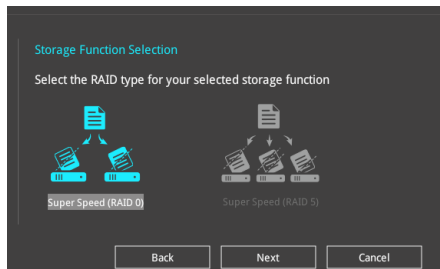 Storage Function Selection
Select the RAID type for your selected storage function
Super Speed (RAID 0)
Super Speed (RAID 5)
Back
Next
Cancel